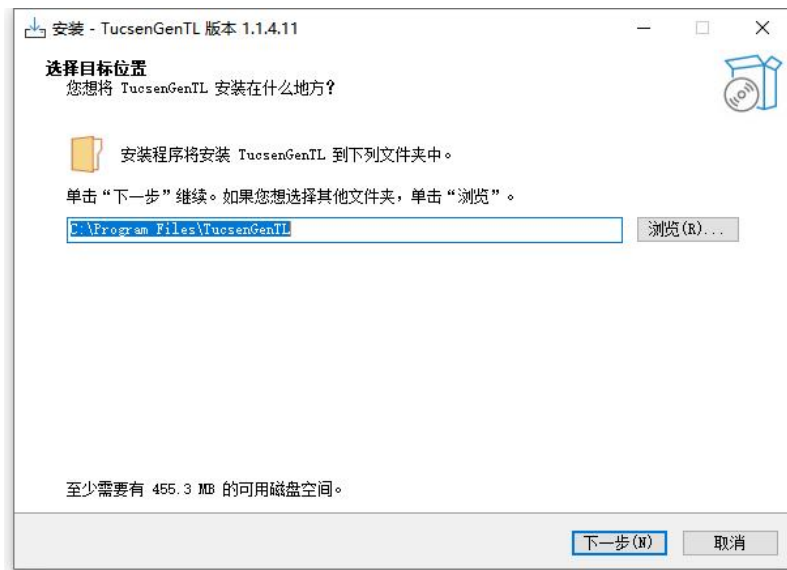 安装 - TucsenGenTL 版本 1.1.4.11
选择目标位置
您想将 TucsenGenTL 安装在什么地方?
安装程序将安装 TucsenGenTL 到下列文件夹中。
单击“下一步”继续。如果您想选择其他文件夹，单击“浏览”。
C:\Program Files\TucsenGenTL
浏览(R)...
至少需要有 455.3 MB 的可用磁盘空间。
下一步(N)
取消